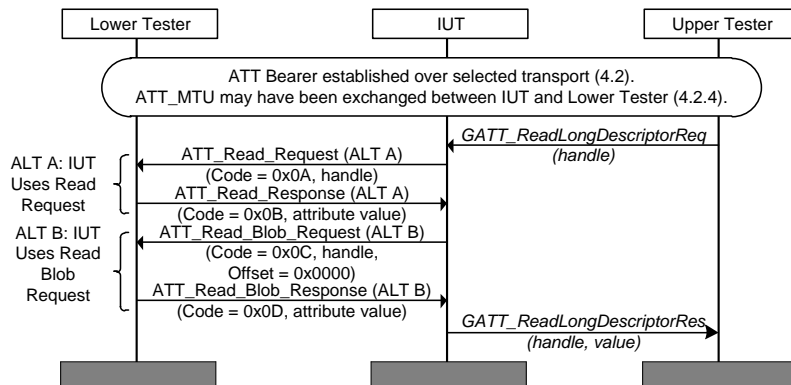 Lower Tester
IUT
Upper Tester
ATT Bearer established over selected transport (4.2).
ATT_MTU may have been exchanged between IUT and Lower Tester (4.2.4).
GATT_ReadLongDescriptorReq
(handle)
ALT A: IUT
Uses Read
Request
ATT_Read_Request (ALT A)
(Code = 0x0A, handle)
ATT_Read_Response (ALT A)
(Code = 0x0B, attribute value)
ALT B: IUT
Uses Read
Blob
Request
ATT_Read_Blob_Request (ALT B)
(Code = 0x0C, handle,
Offset = 0x0000)
ATT_Read_Blob_Response (ALT B)
(Code = 0x0D, attribute value)
GATT_ReadLongDescriptorRes
(handle, value)